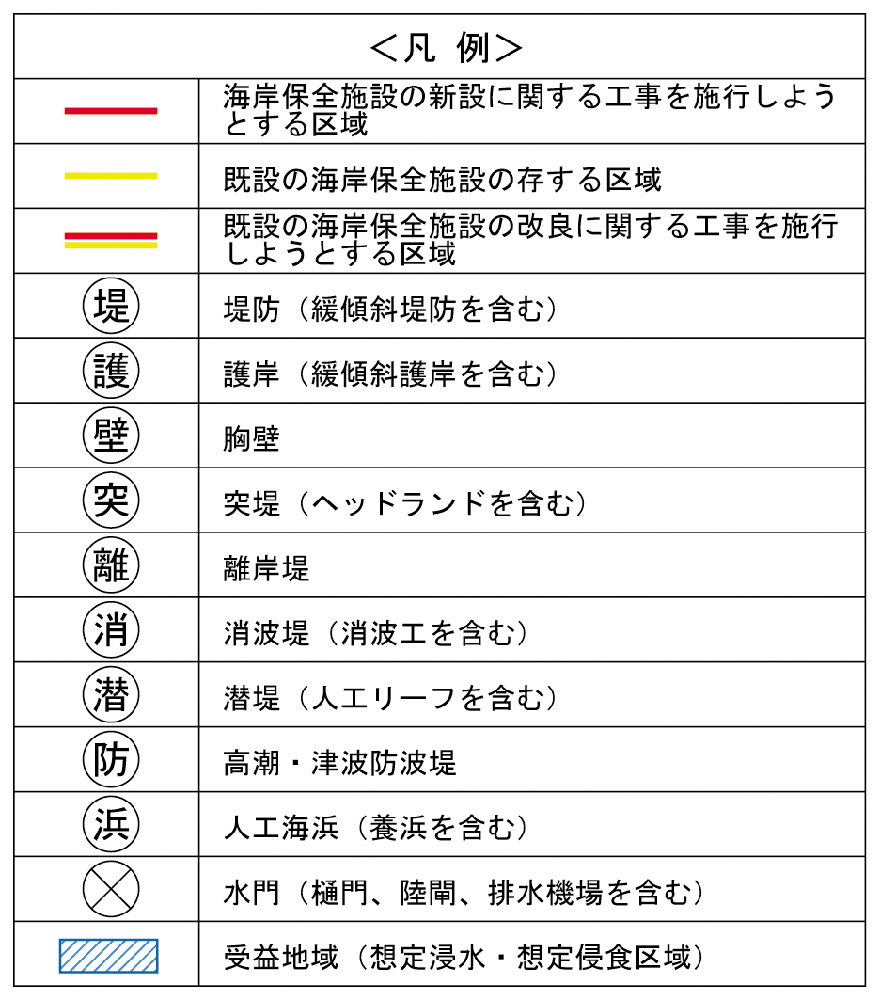 ＜凡 例＞
海岸保全施設の新設に関する工事を施行しよう
とする区域
既設の海岸保全施設の存する区域
既設の海岸保全施設の改良に関する工事を施行
しようとする区域
堤 堤防（緩傾斜堤防を含む）
護 護岸（緩傾斜護岸を含む）
壁 胸壁
突 突堤（ヘッドランドを含む）
離 離岸堤
消 消波堤（消波工を含む）
潜 潜堤（人工リーフを含む）
防 高潮・津波防波堤
浜 人工海浜（養浜を含む）
水門（樋門、陸閘、排水機場を含む）
受益地域（想定浸水・想定侵食区域）